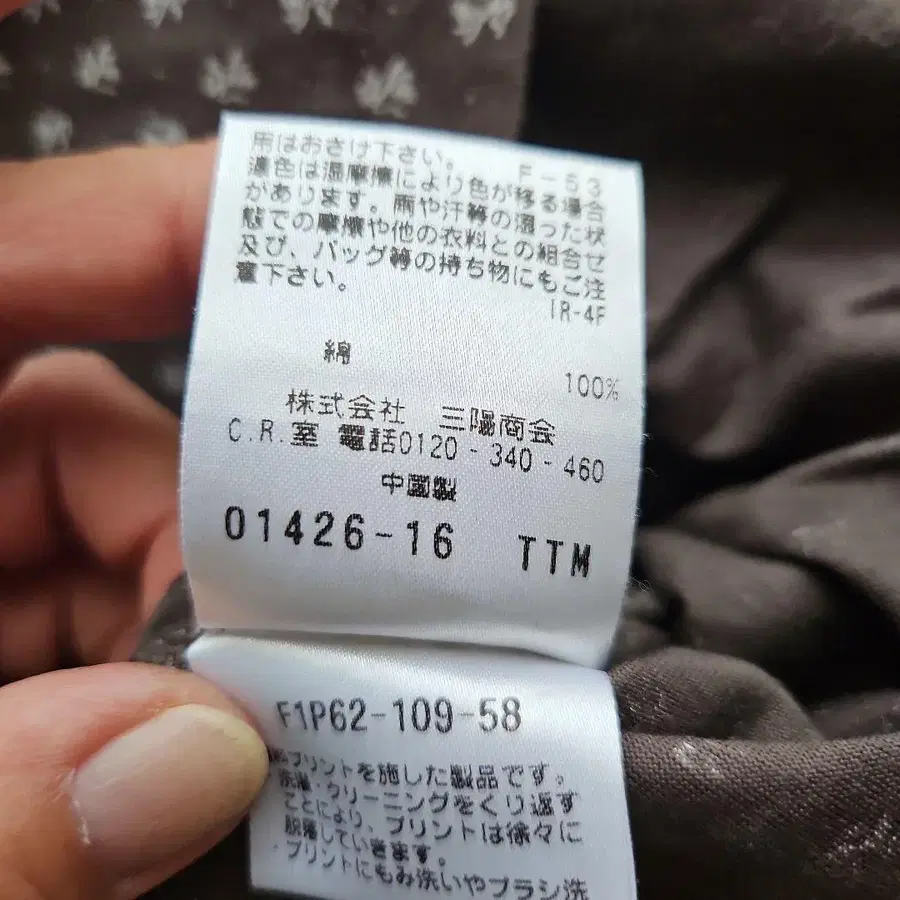 用はおさけ下さい。 F-53
濃色は湿摩擦により色が移る場合
があります。雨や汗等の湿った状
態での摩擦や他の衣料との組合せ
及び、バッグ等の持ち物にもご注
意下さい。
IR-4F
綿
100%
株式会社 三陽商会
C.R.室 電話0120-340-460
中国製
01426-16 TTM
F1P62-109-58
プリントを施した製品です。
洗濯・クリーニングをくり返す
ことにより、プリントは徐々に
脱落していきます。
・プリントにもみ洗いやブラシ洗